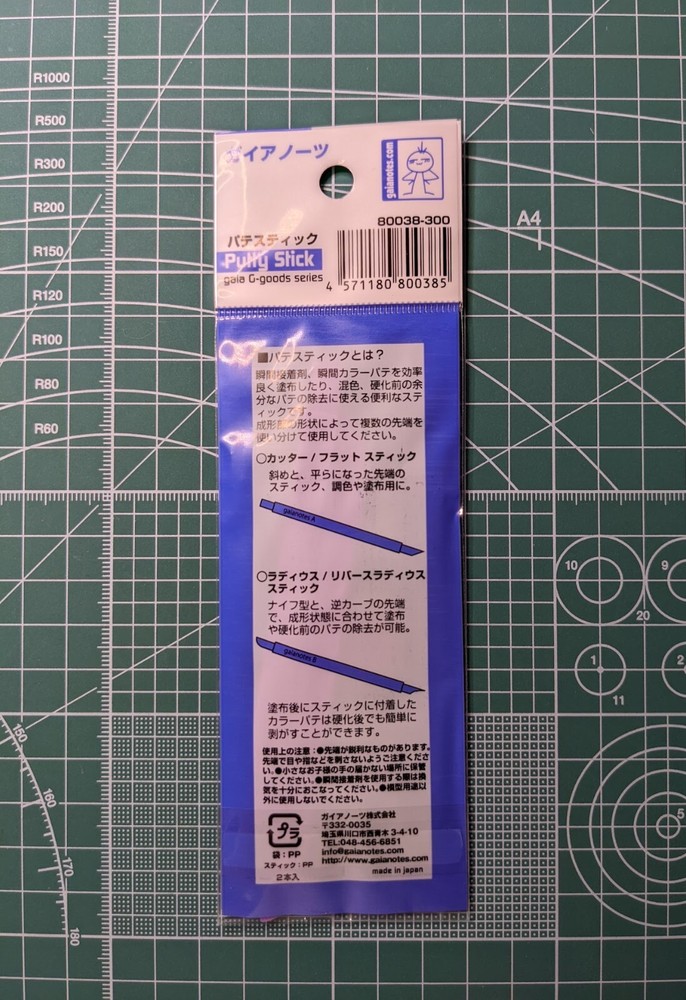 R1000
R500
R300
R200
R150
R120
R100
R80
R60
A4
10
9
20
1
2
11
5
150
160
170
180
ガイアノーツ
gaianotes.com
80038-300
パテスティック
Putty Stick
gaia G-goods series
4 571180 800385
■パテスティックとは？
瞬間接着剤、瞬間カラーパテを効率
良く塗布したり、混色、硬化前の余
分なパテの除去に使える便利なステ
ィックです。
成形面の形状によって複数の先端を
使い分けて使用してください。
○カッター / フラット スティック
斜めと、平らになった先端の
スティック、調色や塗布用に。
gaianotes A
○ラディウス / リバースラディウス
スティック
ナイフ型と、逆カーブの先端
で、成形状態に合わせて塗布
や硬化前のパテの除去が可能。
gaianotes B
塗布後にスティックに付着した
カラーパテは硬化後でも簡単に
剥がすことができます。
使用上の注意：●先端が鋭利なものがあります。
先端で目や指などを刺さないようご注意くださ
い。●小さなお子様の手の届かない場所に保管
してください。●瞬間接着剤を使用する際は換
気を十分におこなってください。●模型用途以
外に使用しないでください。
プラ
袋：PP
スティック：PP
2本入
ガイアノーツ株式会社
〒332-0035
埼玉県川口市西青木 3-4-10
TEL:048-456-6851
info@gaianotes.com
http://www.gaianotes.com
made in japan